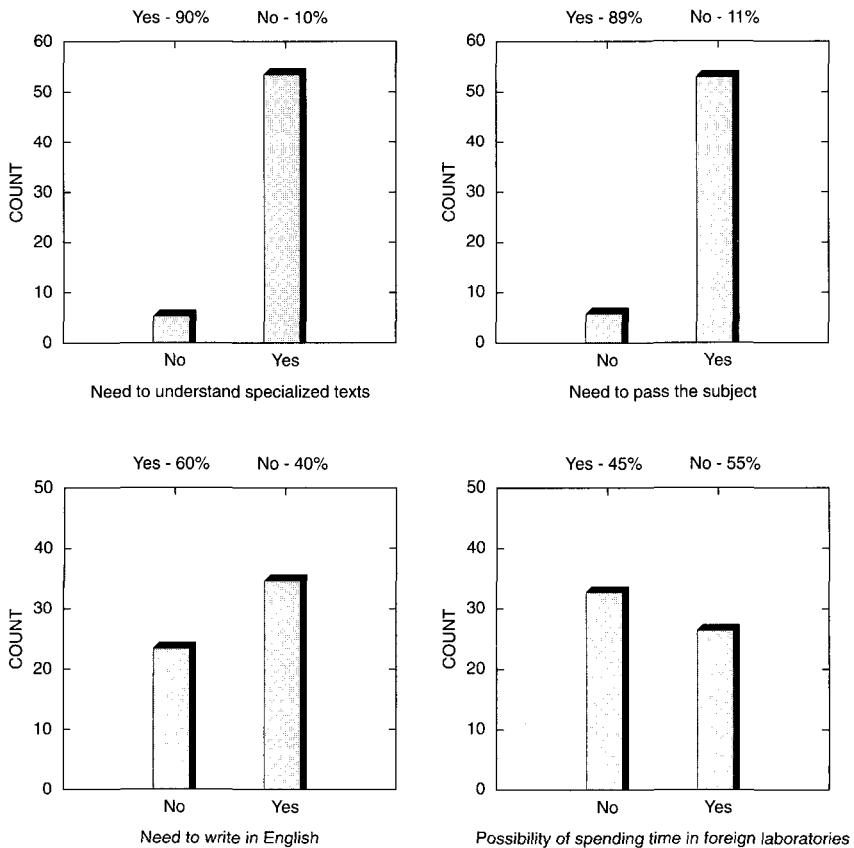 Yes - 90% No - 10%
60
50
40
30
20
10
0
COUNT
No Yes
Need to understand specialized texts
Yes - 89% No - 11%
60
50
40
30
20
10
0
COUNT
No Yes
Need to pass the subject
Yes - 60% No - 40%
50
40
30
20
10
0
COUNT
No Yes
Need to write in English
Yes - 45% No - 55%
50
40
30
20
10
0
COUNT
No Yes
Possibility of spending time in foreign laboratories